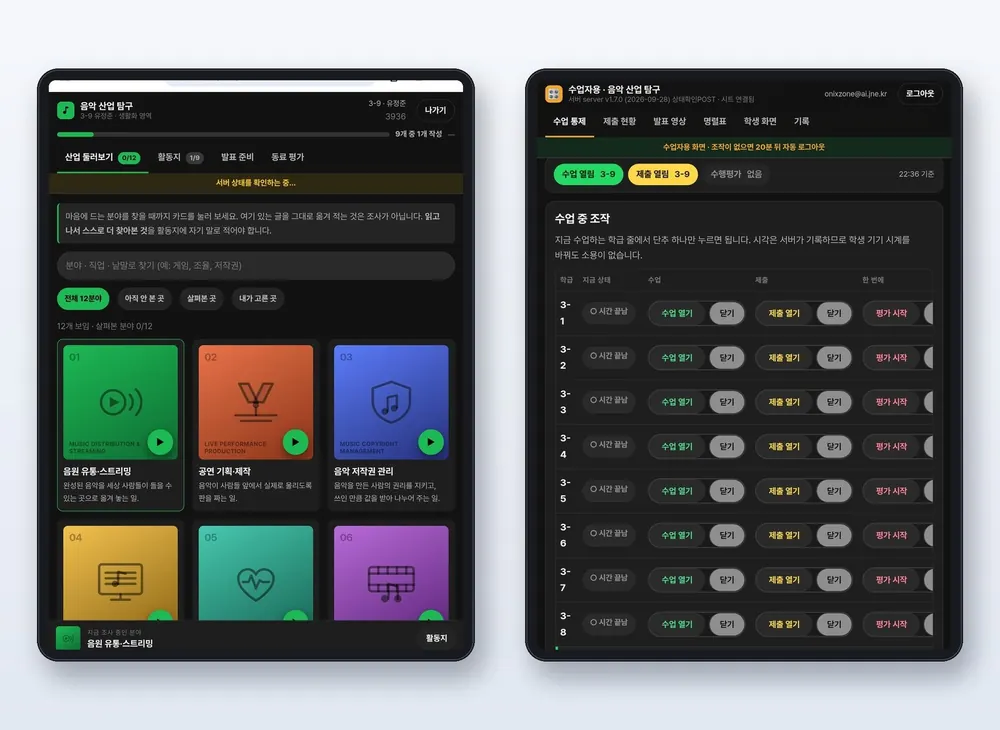 음악 산업 탐구
3-9 유정준 · 생활화 영역
3-9 · 유정준
3936
나가기
9개 중 1개 작성
산업 둘러보기 0/12 활동지 1/9 발표 준비 동료 평가
서버 상태를 확인하는 중...
마음에 드는 분야를 찾을 때까지 카드를 눌러 보세요. 여기 있는 글을 그대로 옮겨 적는 것은 조사가 아닙니다. 읽고
나서 스스로 더 찾아본 것을 활동지에 자기 말로 적어야 합니다.
분야 · 직업 · 낱말로 찾기 (예: 게임, 조율, 저작권)
전체 12분야 아직 안 본 곳 살펴본 곳 내가 고른 곳
12개 보임 · 살펴본 분야 0/12
01
MUSIC DISTRIBUTION &
STREAMING
음원 유통·스트리밍
완성된 음악을 세상 사람들이 들을 수
있는 곳으로 옮겨 놓는 일.
02
LIVE PERFORMANCE
PRODUCTION
공연 기획·제작
음악이 사람들 앞에서 실제로 울리도록
판을 짜는 일.
03
MUSIC COPYRIGHT
MANAGEMENT
음악 저작권 관리
음악을 만든 사람의 권리를 지키고,
쓰인 만큼 값을 받아 나누어 주는 일.
04
05
06
지금 조사 중인 분야
음원 유통·스트리밍
활동지
수업자용 · 음악 산업 탐구
서버 server v1.7.0 (2026-09-28) 상태확인POST · 시트 연결됨
onixzone@ai.jne.kr
로그아웃
수업 통제 제출 현황 발표 영상 명렬표 학생 화면 기록
수업자용 화면 · 조작이 없으면 20분 뒤 자동 로그아웃
수업 열림 3-9 제출 열림 3-9 수행평가 없음 22:36 기준
수업 중 조작
지금 수업하는 학급 줄에서 단추 하나만 누르면 됩니다. 시각은 서버가 기록하므로 학생 기기 시계를
바꿔도 소용이 없습니다.
학급 지금 상태 수업 제출 한 번에
3-1 시간 끝남 수업 열기 닫기 제출 열기 닫기 평가 시작
3-2 시간 끝남 수업 열기 닫기 제출 열기 닫기 평가 시작
3-3 시간 끝남 수업 열기 닫기 제출 열기 닫기 평가 시작
3-4 시간 끝남 수업 열기 닫기 제출 열기 닫기 평가 시작
3-5 시간 끝남 수업 열기 닫기 제출 열기 닫기 평가 시작
3-6 시간 끝남 수업 열기 닫기 제출 열기 닫기 평가 시작
3-7 시간 끝남 수업 열기 닫기 제출 열기 닫기 평가 시작
3-8 시간 끝남 수업 열기 닫기 제출 열기 닫기 평가 시작